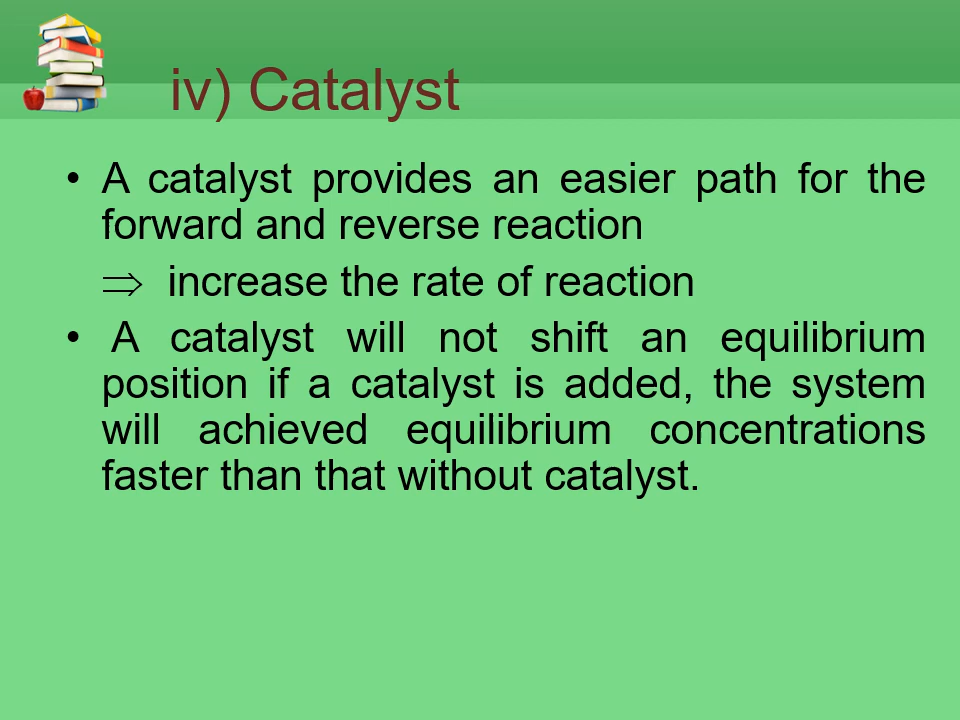 iv) Catalyst
• A catalyst provides an easier path for the
forward and reverse reaction
⇒ increase the rate of reaction
• A catalyst will not shift an equilibrium
position if a catalyst is added, the system
will achieved equilibrium concentrations
faster than that without catalyst.